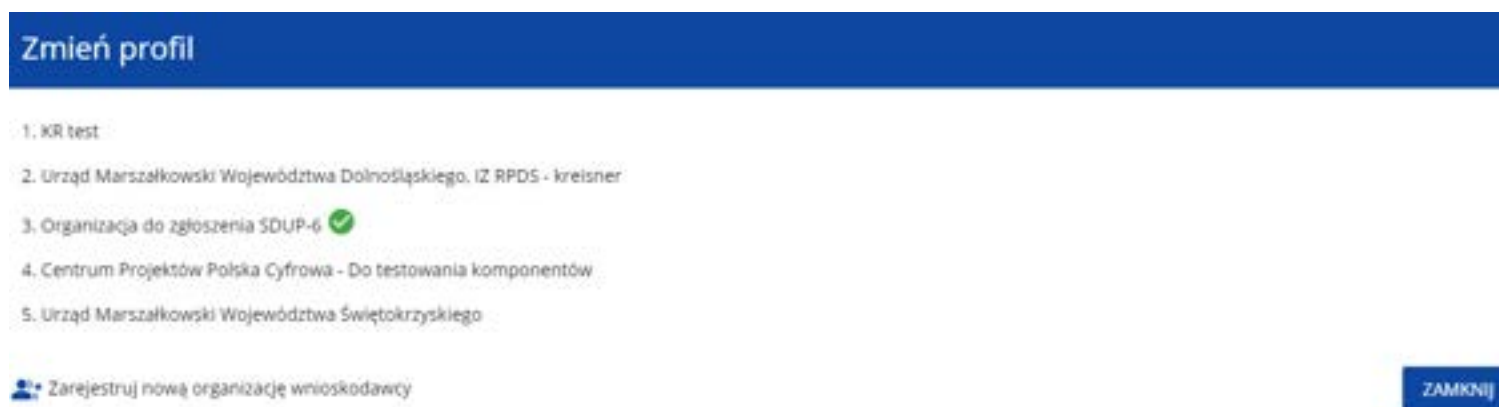 Zmień profil
1. KR test
2. Urząd Marszałkowski Województwa Dolnośląskiego. IZ RPDS - kreisner
3. Organizacja do zgłoszenia SDUP-6
4. Centrum Projektów Polska Cyfrowa - Do testowania komponentów
5. Urząd Marszałkowski Województwa Świętokrzyskiego
Zarejestruj nową organizację wnioskodawcy
ZAMKNIJ